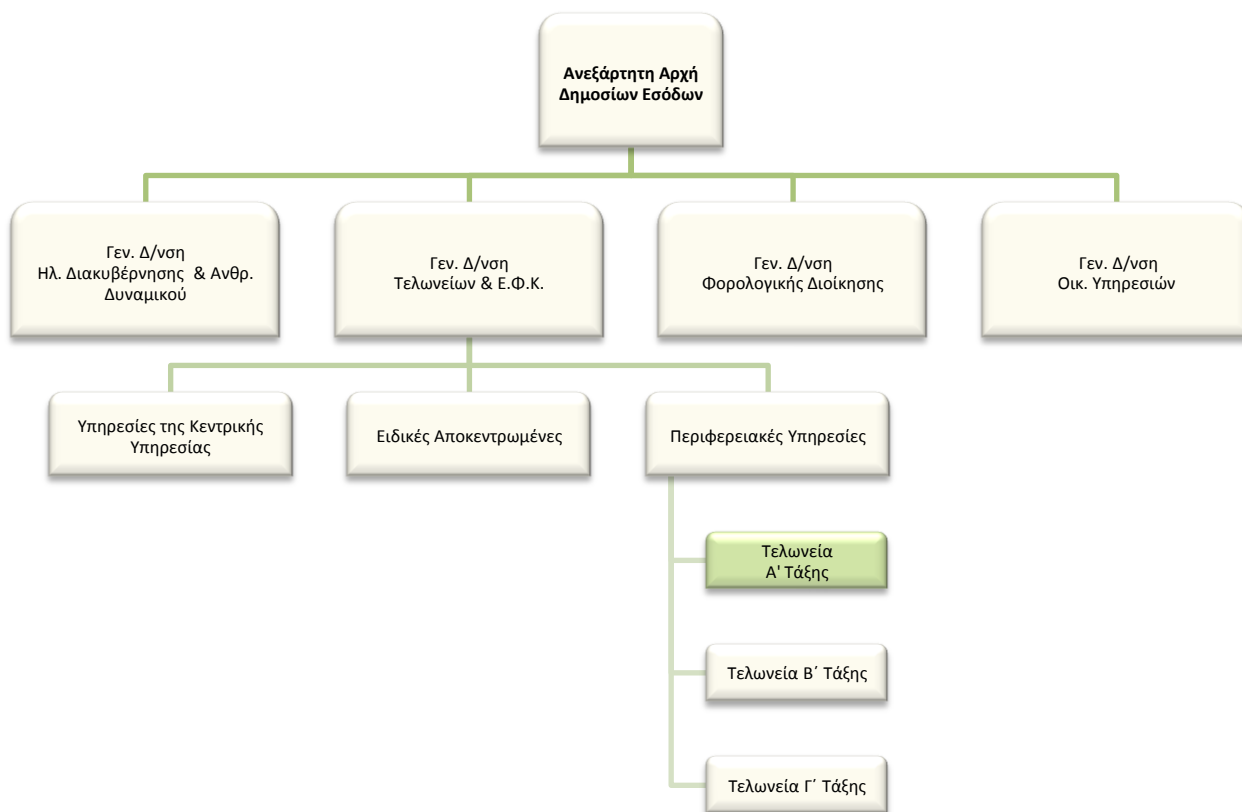 Ανεξάρτητη Αρχή
Δημοσίων Εσόδων
Γεν. Δ/νση
Ηλ. Διακυβέρνησης & Ανθρ.
Δυναμικού
Γεν. Δ/νση
Τελωνείων & Ε.Φ.Κ.
Γεν. Δ/νση
Φορολογικής Διοίκησης
Γεν. Δ/νση
Οικ. Υπηρεσιών
Υπηρεσίες της Κεντρικής
Υπηρεσίας
Ειδικές Αποκεντρωμένες
Περιφερειακές Υπηρεσίες
Τελωνεία
Α' Τάξης
Τελωνεία Β΄ Τάξης
Τελωνεία Γ΄ Τάξης